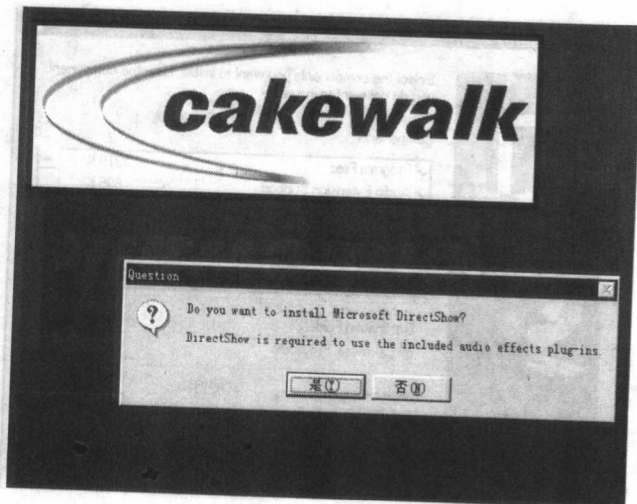 cakewalk
Question
Do you want to install Microsoft DirectShow?
DirectShow is required to use the included audio effects plug-ins.
是(Y)
否(N)